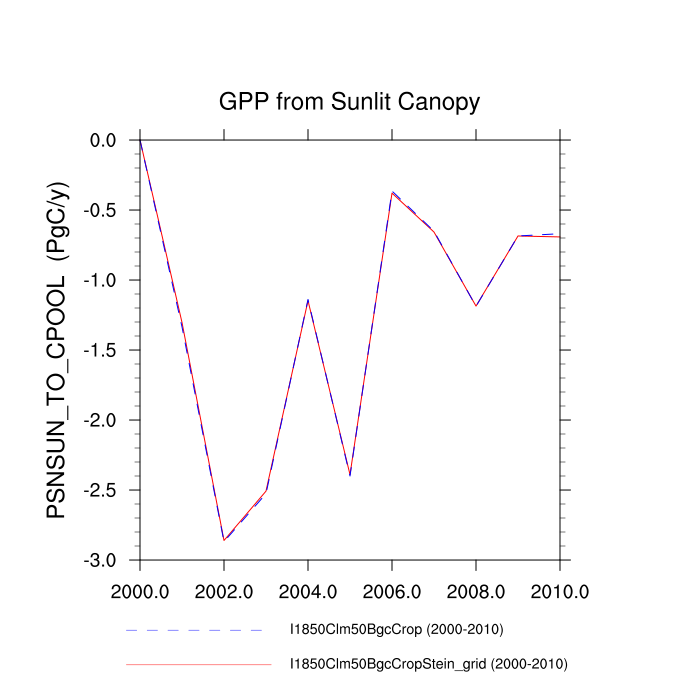 GPP from Sunlit Canopy
PSNSUN_TO_CPOOL (PgC/y)
0.0
-0.5
-1.0
-1.5
-2.0
-2.5
-3.0
2000.0 2002.0 2004.0 2006.0 2008.0 2010.0
I1850Clm50BgcCrop (2000-2010)
I1850Clm50BgcCropStein_grid (2000-2010)